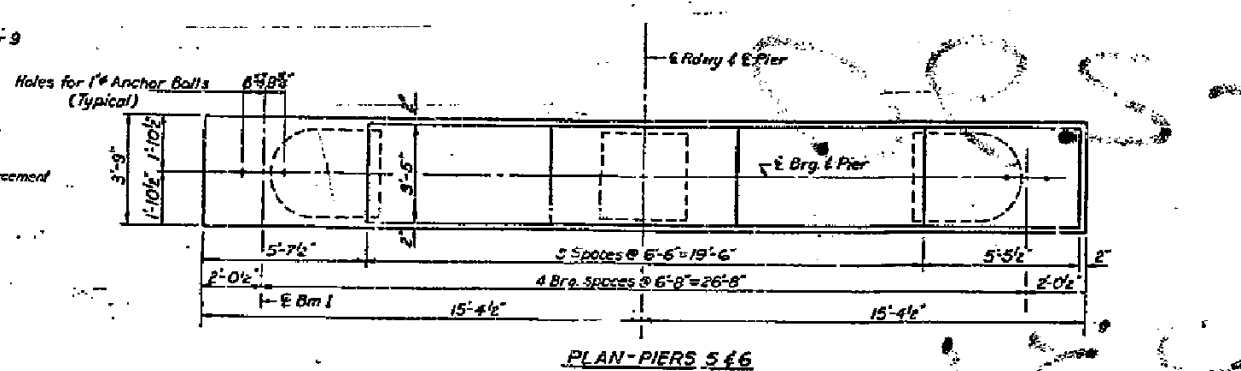 9
Holes for 1"ø Anchor Bolts
(Typical)
℄ Rdwy & ℄ Pier
2"
3'-9"
1'-10½"
1'-10½"
3'-5"
2"
℄ Brg. & Pier
5'-7½"
3 Spaces @ 6'-6"=19'-6"
5'-5½"
2"
2'-0½"
4 Brg. Spaces @ 6'-8"=26'-8"
2'-0½"
℄ Bm 1
15'-4½"
15'-4½"
PLAN-PIERS 5 & 6